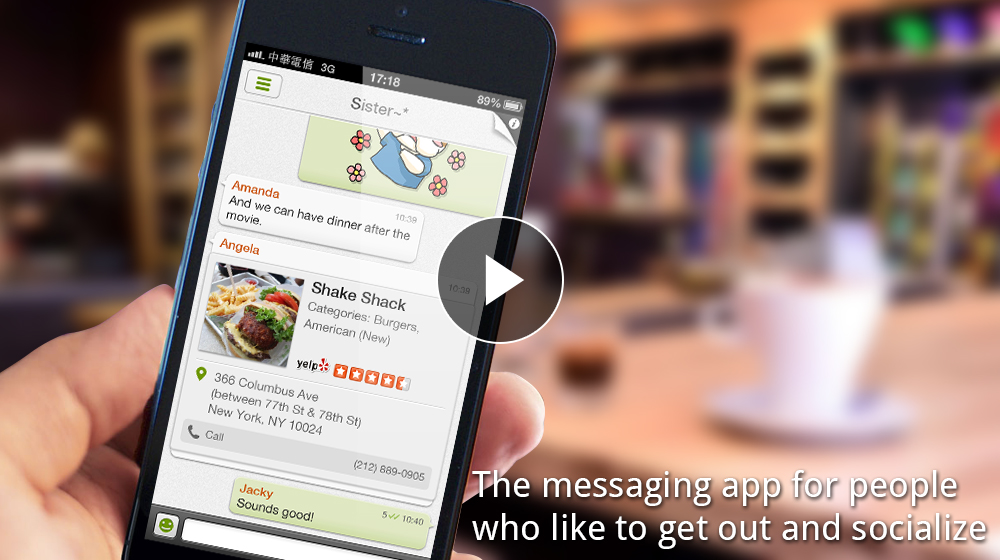 中華電信 3G
17:18
89%
Sister~*
Amanda
And we can have dinner after the
movie.
10:39
Angela
10:39
Shake Shack
Categories: Burgers,
American (New)
yelp
366 Columbus Ave
(between 77th St & 78th St)
New York, NY 10024
Call
(212) 889-0905
Jacky
Sounds good!
5 10:40
The messaging app for people
who like to get out and socialize